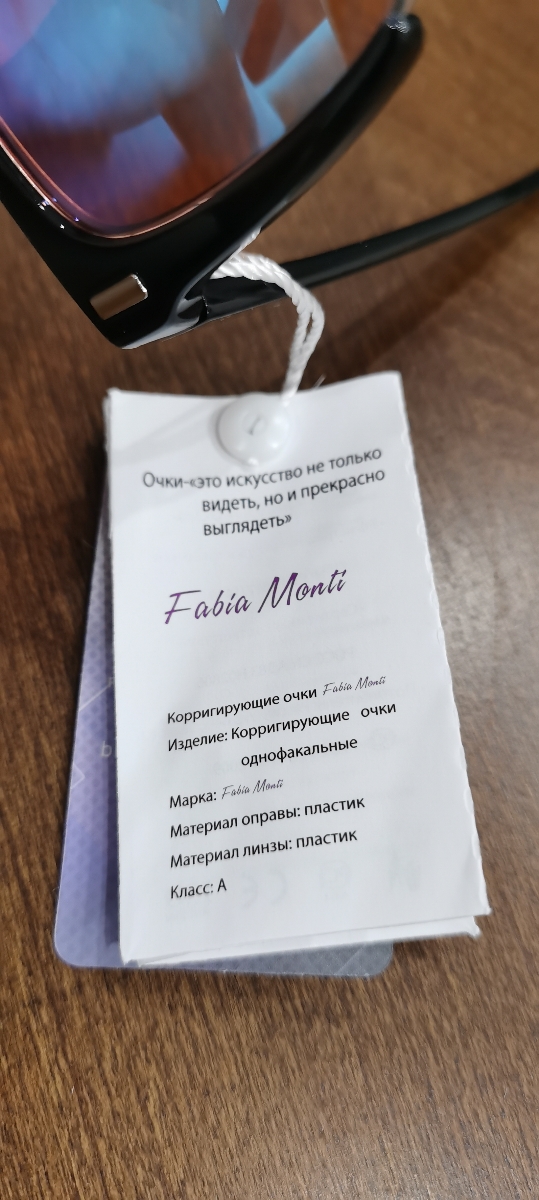 Очки-«это искусство не только
видеть, но и прекрасно
выглядеть»
Fabia Monti
Корригирующие очки Fabia Monti
Изделие: Корригирующие очки
однофакальные
Марка: Fabia Monti
Материал оправы: пластик
Материал линзы: пластик
Класс: А